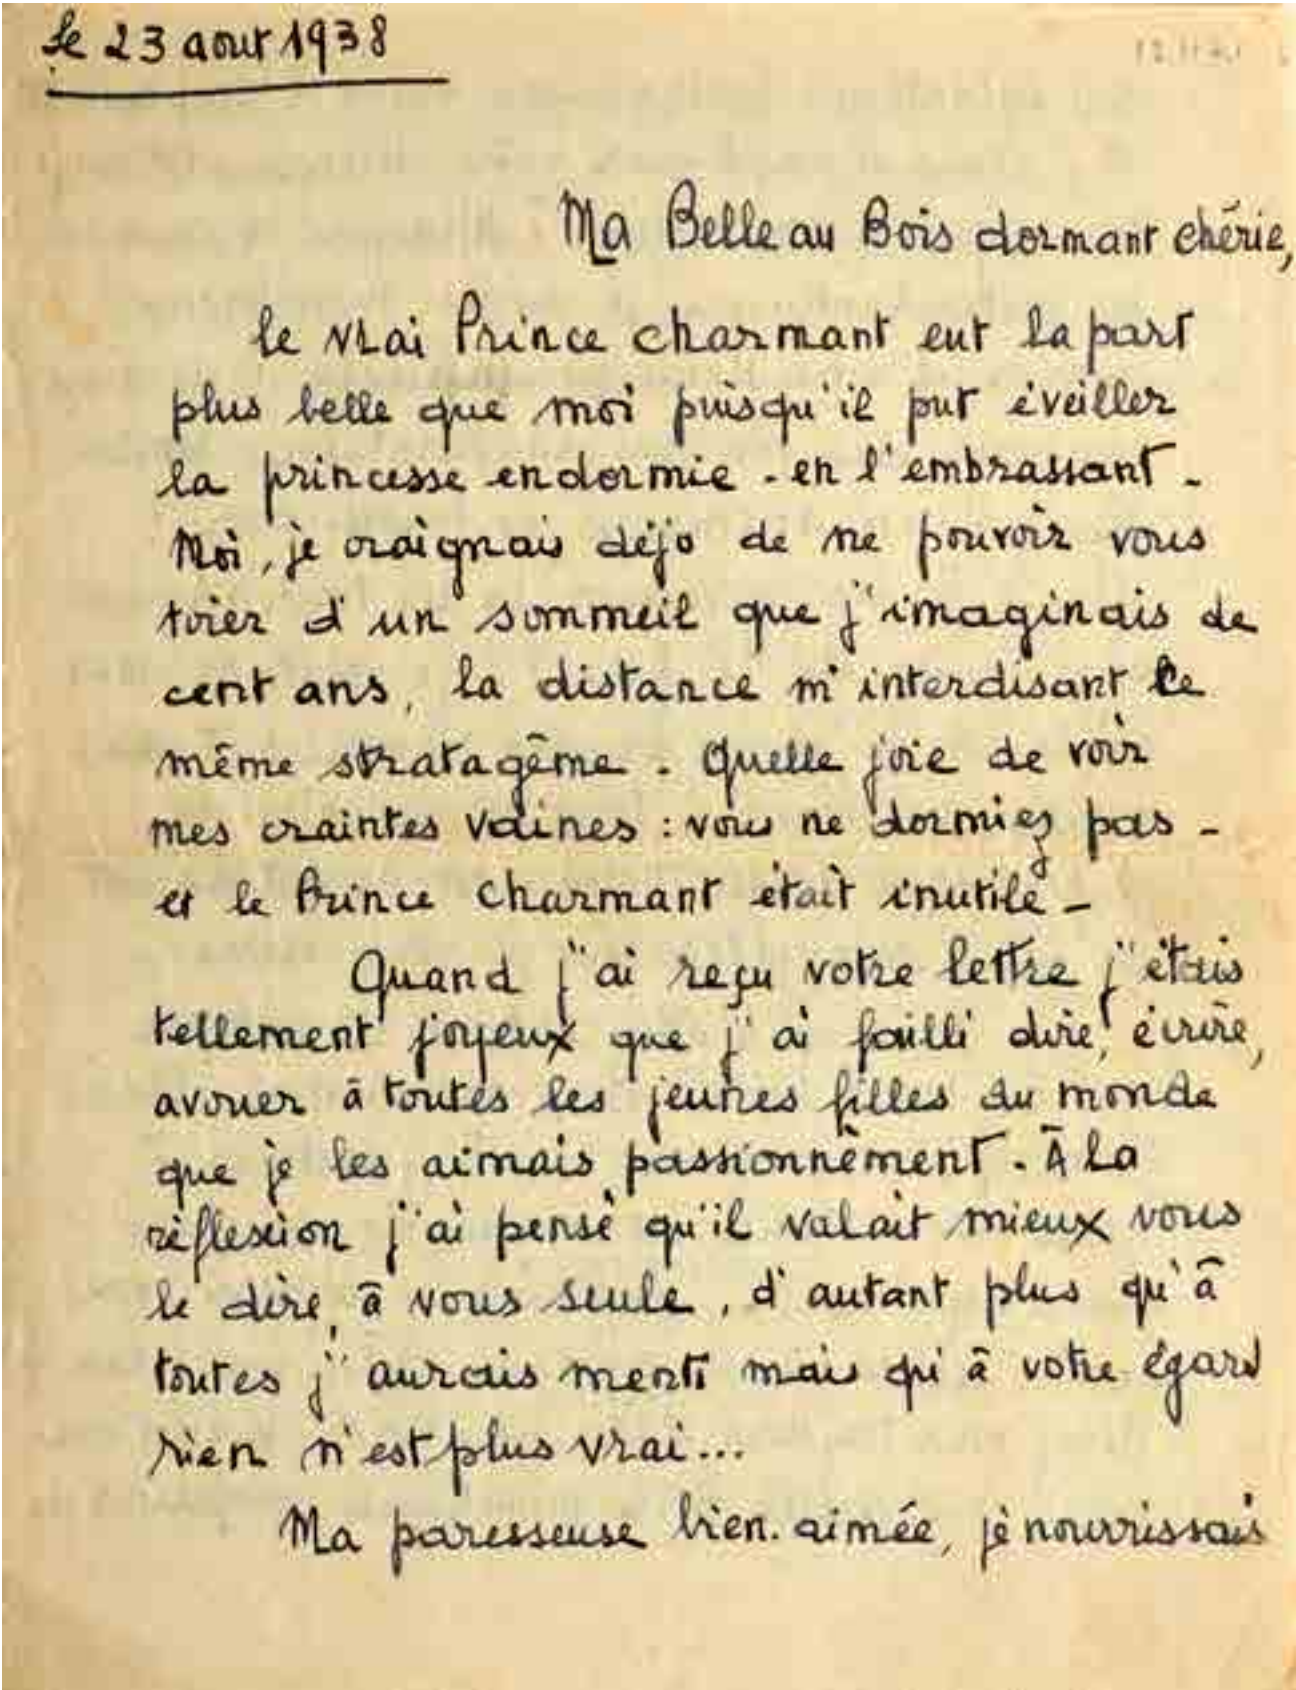 le 23 aout 1938
Ma Belle au Bois dormant chérie,
le vrai Prince charmant eut la part
plus belle que moi puisqu'il put éveiller
la princesse endormie - en l'embrassant -
Moi, je craignais déjà de ne pouvoir vous
tirer d'un sommeil que j'imaginais de
cent ans, la distance m'interdisant le
même stratagême. Quelle joie de voir
mes craintes vaines : vous ne dormiez pas -
et le Prince charmant était inutile -
Quand j'ai reçu votre lettre j'étais
tellement joyeux que j'ai failli dire, écrire,
avouer à toutes les jeunes filles du monde
que je les aimais passionnément. À la
réflexion j'ai pensé qu'il valait mieux vous
le dire, à vous seule, d'autant plus qu'à
toutes j'aurais menti mais qu'à votre égard
rien n'est plus vrai...
Ma paresseuse bien-aimée, je nourrissais